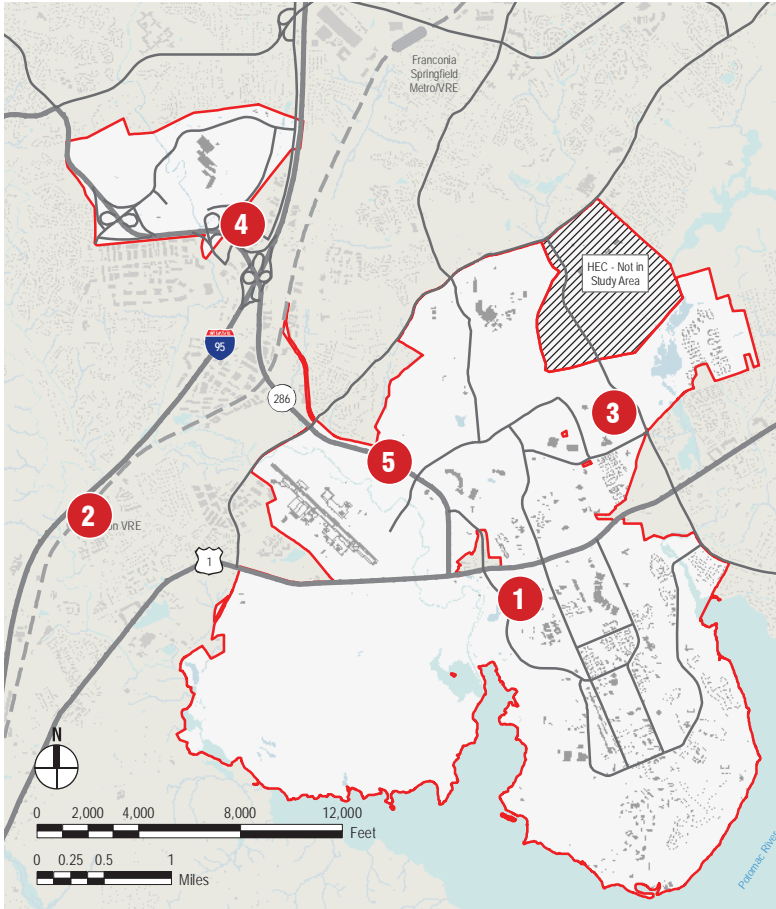 Franconia
Springfield
Metro/VRE
4
HEC - Not in
Study Area
INTERSTATE
95
286
3
5
2
on VRE
1
1
N
0 2,000 4,000 8,000 12,000
Feet
0 0.25 0.5 1
Miles
Potomac River